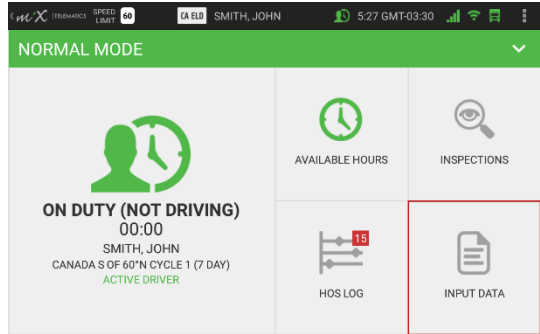 MiX TELEMATICS SPEED LIMIT 60 CA ELD SMITH, JOHN 5:27 GMT-03:30
NORMAL MODE
ON DUTY (NOT DRIVING)
00:00
SMITH, JOHN
CANADA S OF 60°N CYCLE 1 (7 DAY)
ACTIVE DRIVER
AVAILABLE HOURS
INSPECTIONS
15
HOS LOG
INPUT DATA